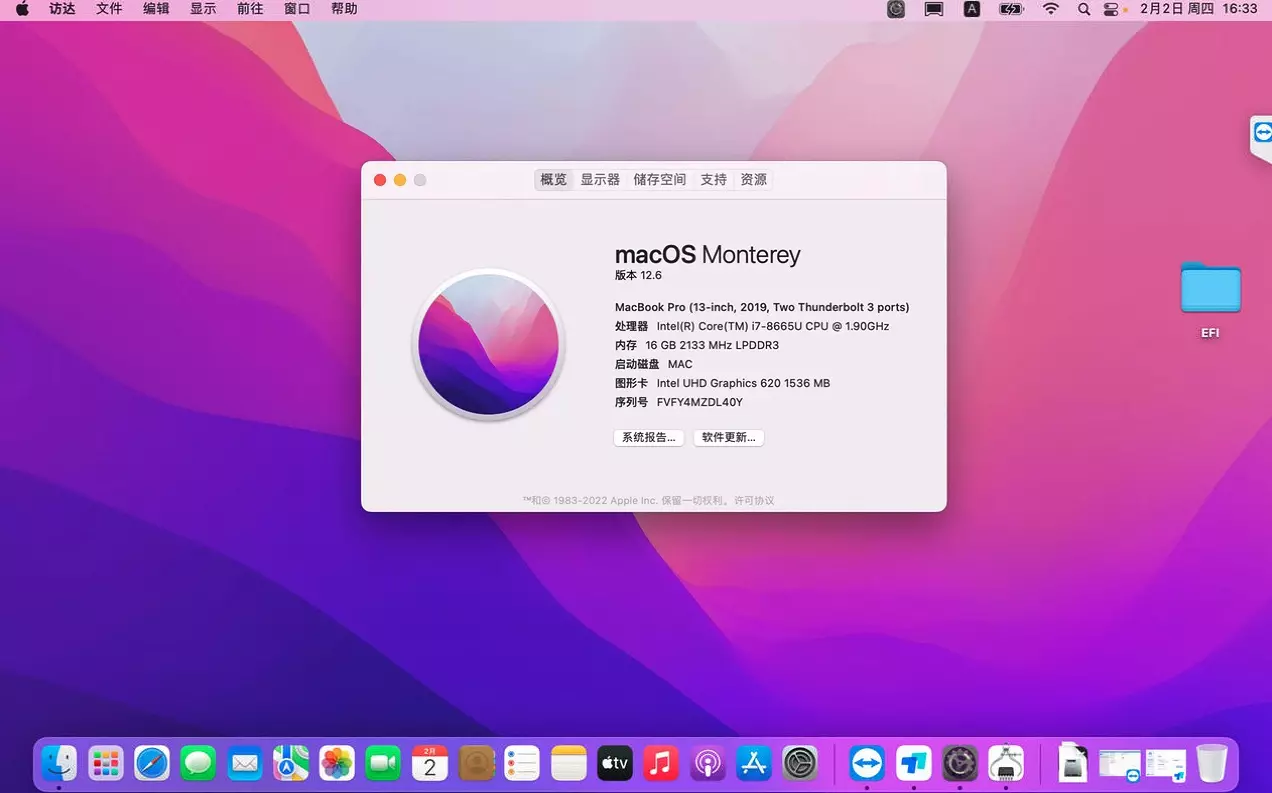 访达 文件 编辑 显示 前往 窗口 帮助 A 2月2日 周四 16:33
概览 显示器 储存空间 支持 资源
macOS Monterey
版本 12.6
MacBook Pro (13-inch, 2019, Two Thunderbolt 3 ports)
处理器 Intel(R) Core(TM) i7-8665U CPU @ 1.90GHz
内存 16 GB 2133 MHz LPDDR3
启动磁盘 MAC
图形卡 Intel UHD Graphics 620 1536 MB
序列号 FVFY4MZDL40Y
系统报告... 软件更新...
™和© 1983-2022 Apple Inc. 保留一切权利。许可协议
EFI
2月
2
tv